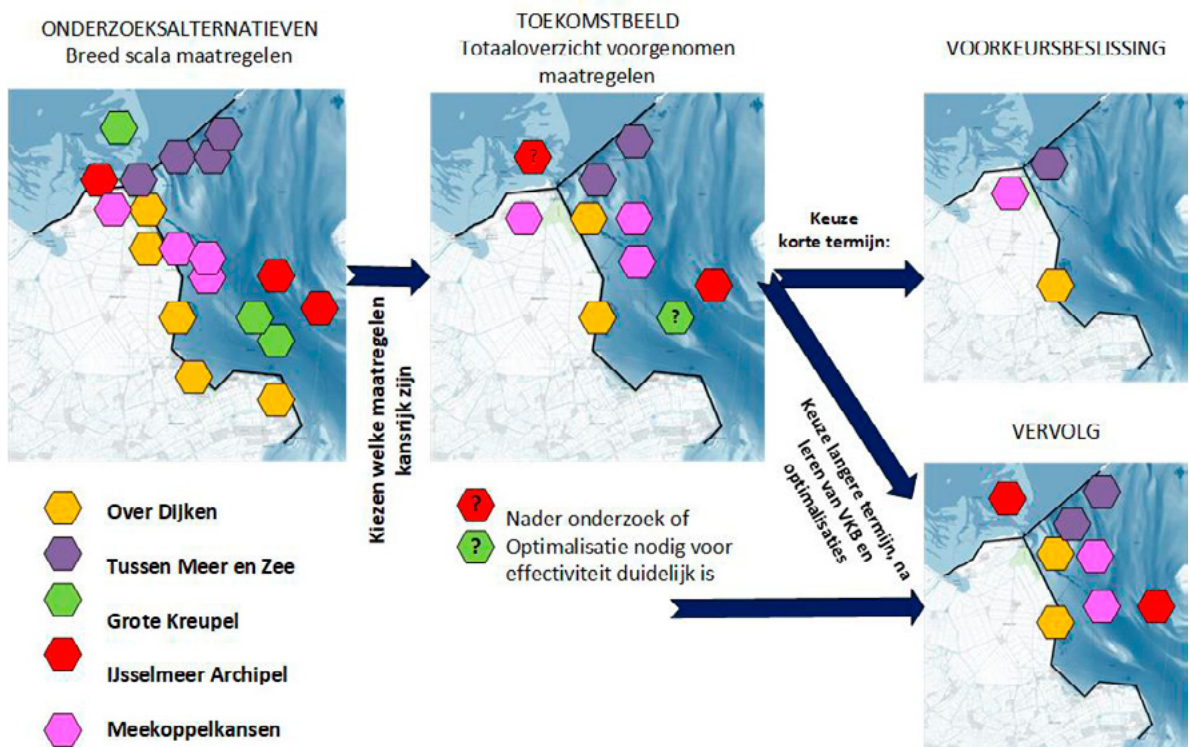 ONDERZOEKSALTERNATIEVEN
Breed scala maatregelen
TOEKOMSTBEELD
Totaaloverzicht voorgenomen
maatregelen
VOORKEURSBESLISSING
?
?
Kiezen welke maatregelen
kansrijk zijn
Keuze
korte termijn:
Keuze langere termijn, na
leren van VKB en
optimalisaties
VERVOLG
Over Dijken
Tussen Meer en Zee
Grote Kreupel
IJsselmeer Archipel
Meekoppelkansen
?
Nader onderzoek of
?
Optimalisatie nodig voor
effectiviteit duidelijk is